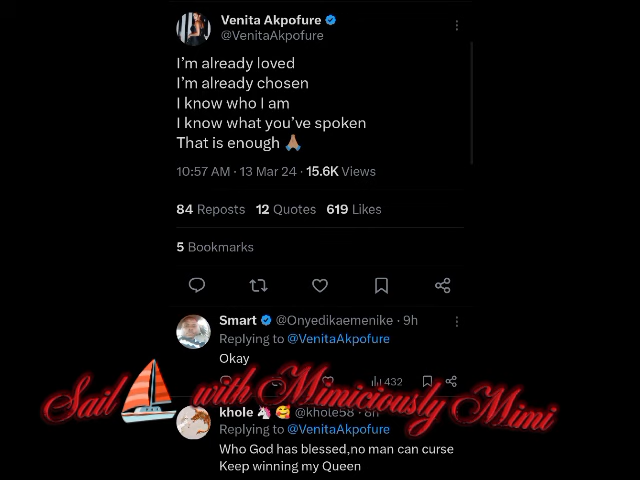 Venita Akpofure
@VenitaAkpofure
I'm already loved
I'm already chosen
I know who I am
I know what you've spoken
That is enough 🙏🏽
10:57 AM · 13 Mar 24 · 15.6K Views
84 Reposts 12 Quotes 619 Likes
5 Bookmarks
Smart @Onyedikaemenike · 9h
Replying to @VenitaAkpofure
Okay
432
Sail with Mimiciously Mimi
khole 🦄 🥰 @khole58 · 8h
Replying to @VenitaAkpofure
Who God has blessed,no man can curse
Keep winning my Queen